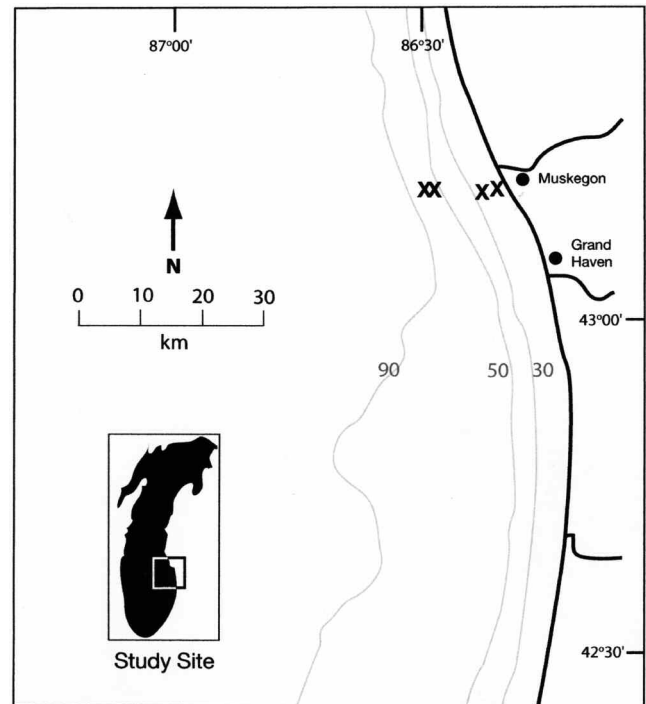 87°00'
86°30'
X X
X X
Muskegon
Grand
Haven
N
0 10 20 30
km
43°00'
90 50 30
Study Site
42°30'